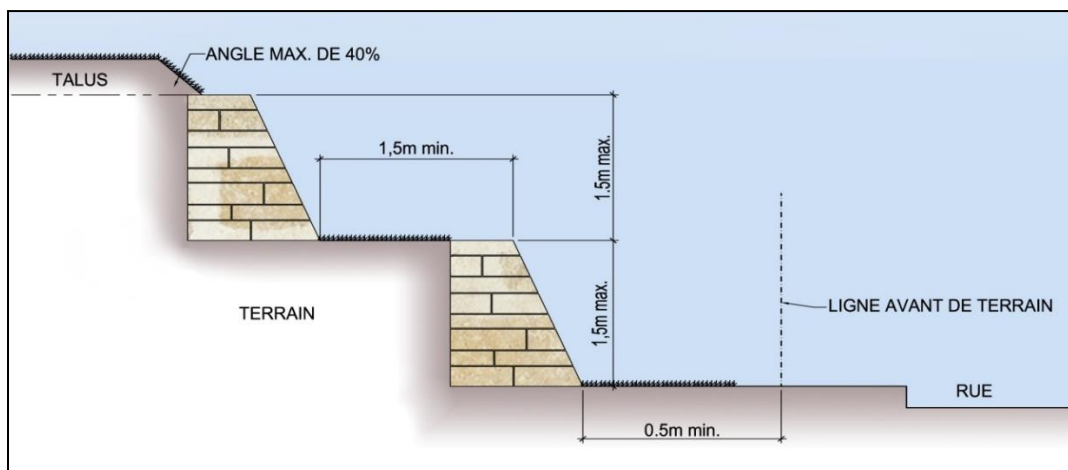 ANGLE MAX. DE 40%
TALUS
1,5m min.
1.5m max.
TERRAIN
1,5m max.
LIGNE AVANT DE TERRAIN
RUE
0.5m min.